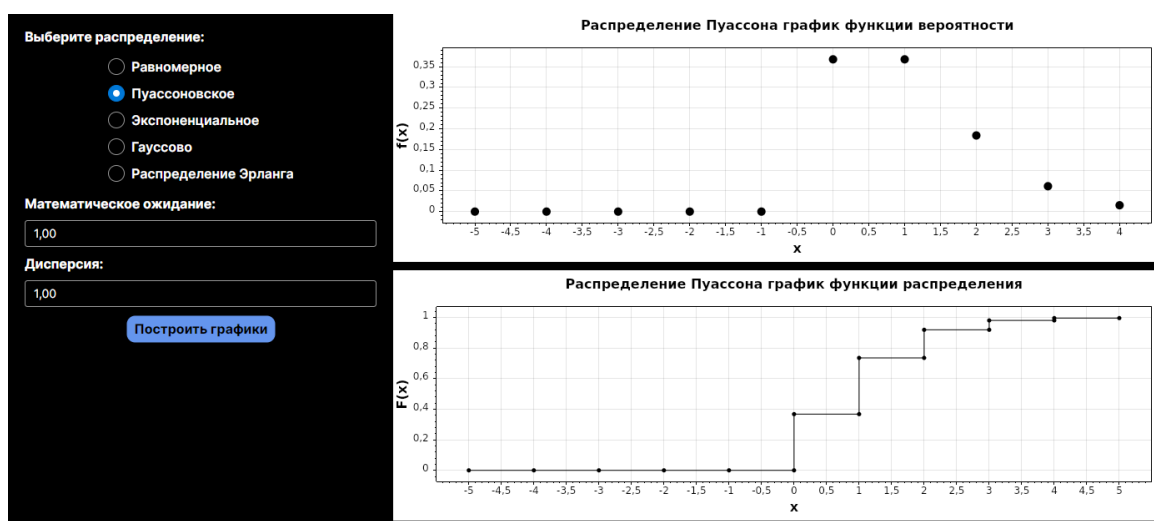 Выберите распределение:
Равномерное
Пуассоновское
Экспоненциальное
Гауссово
Распределение Эрланга
Математическое ожидание:
1,00
Дисперсия:
1,00
Построить графики
Распределение Пуассона график функции вероятности
f(x)
0,35
0,3
0,25
0,2
0,15
0,1
0,05
0
-5 -4,5 -4 -3,5 -3 -2,5 -2 -1,5 -1 -0,5 0 0,5 1 1,5 2 2,5 3 3,5 4
x
Распределение Пуассона график функции распределения
F(x)
1
0,8
0,6
0,4
0,2
0
-5 -4,5 -4 -3,5 -3 -2,5 -2 -1,5 -1 -0,5 0 0,5 1 1,5 2 2,5 3 3,5 4 4,5 5
x